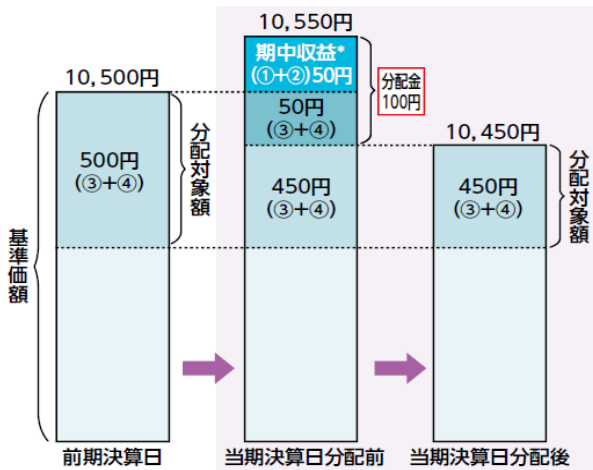 10,550円
期中収益*
(①+②)50円
分配金
100円
10,500円
50円
(③+④)
10,450円
500円
(③+④)
分配対象額
450円
(③+④)
450円
(③+④)
分配対象額
基準価額
前期決算日
当期決算日分配前
当期決算日分配後